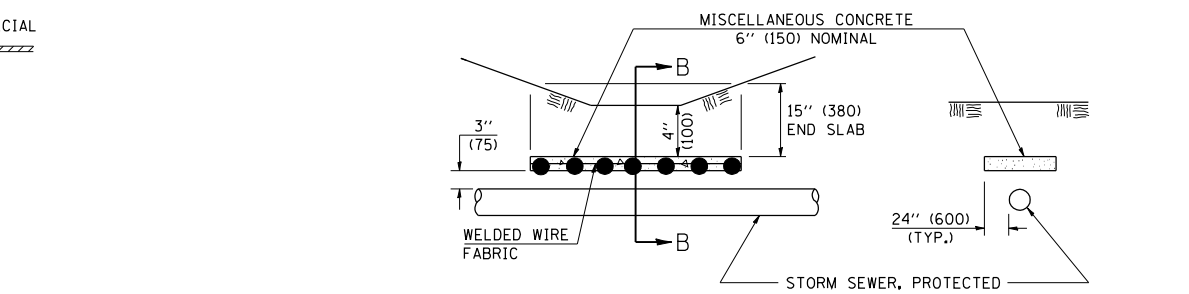 CIAL
MISCELLANEOUS CONCRETE
6'' (150) NOMINAL
B
15'' (380)
END SLAB
4''
(100)
3''
(75)
24'' (600)
(TYP.)
WELDED WIRE
FABRIC
B
STORM SEWER, PROTECTED